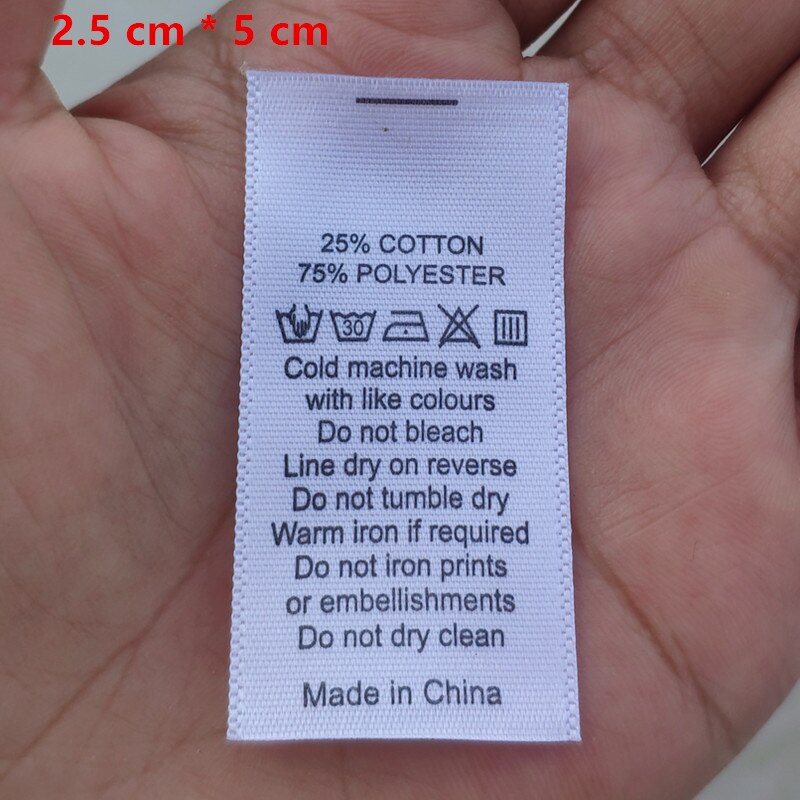 2.5 cm * 5 cm
25% COTTON
75% POLYESTER
30
Cold machine wash
with like colours
Do not bleach
Line dry on reverse
Do not tumble dry
Warm iron if required
Do not iron prints
or embellishments
Do not dry clean
Made in China